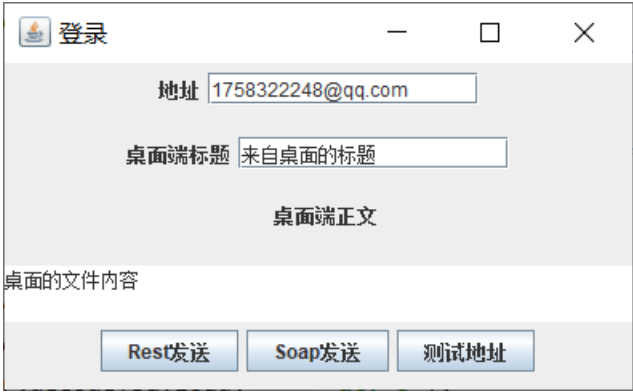 登录
地址 1758322248@qq.com
桌面端标题 来自桌面的标题
桌面端正文
桌面的文件内容
Rest发送 Soap发送 测试地址